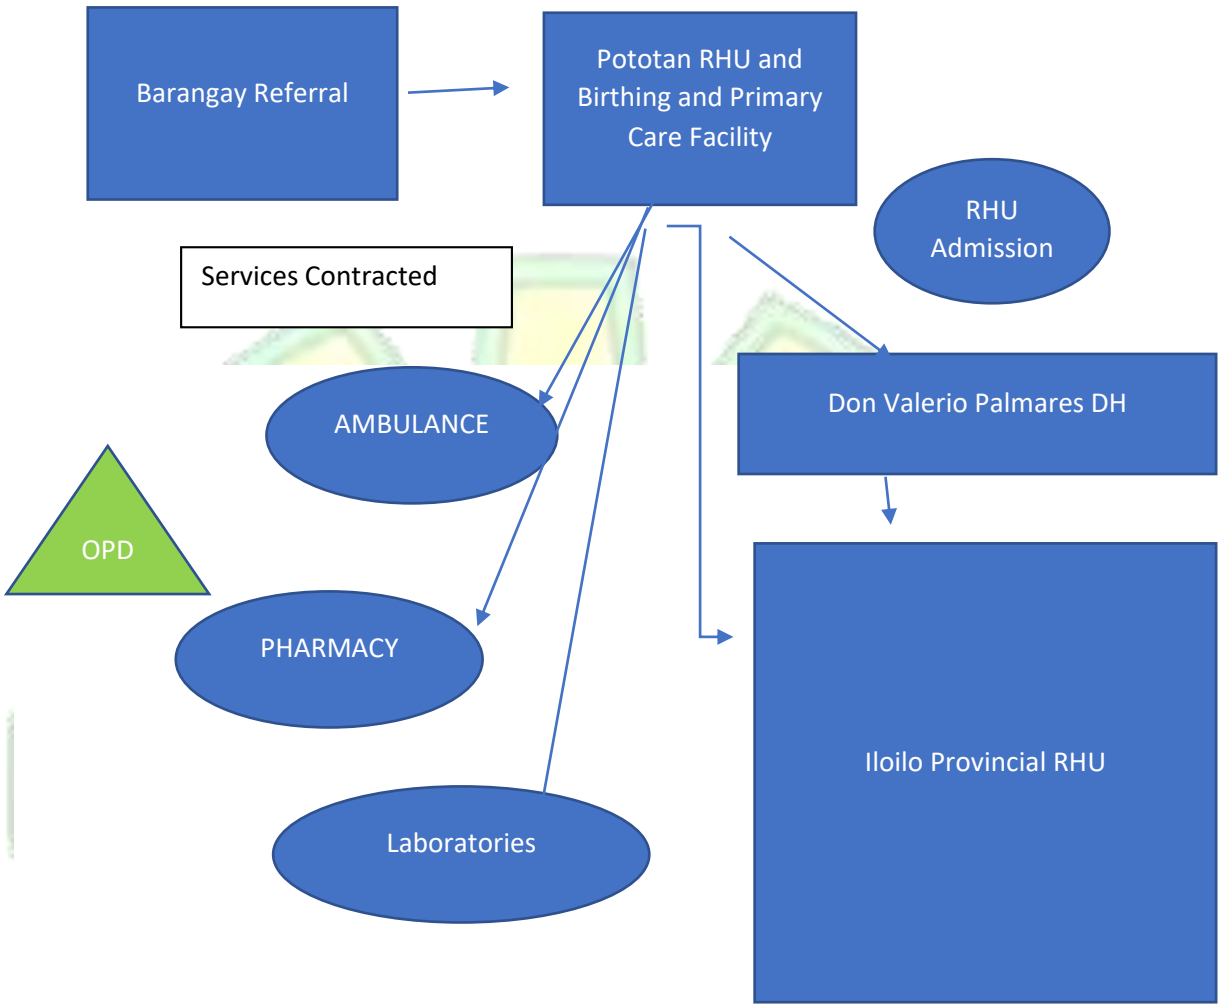 Barangay Referral
Pototan RHU and
Birthing and Primary
Care Facility
RHU
Admission
Services Contracted
Don Valerio Palmares DH
AMBULANCE
OPD
PHARMACY
Iloilo Provincial RHU
Laboratories